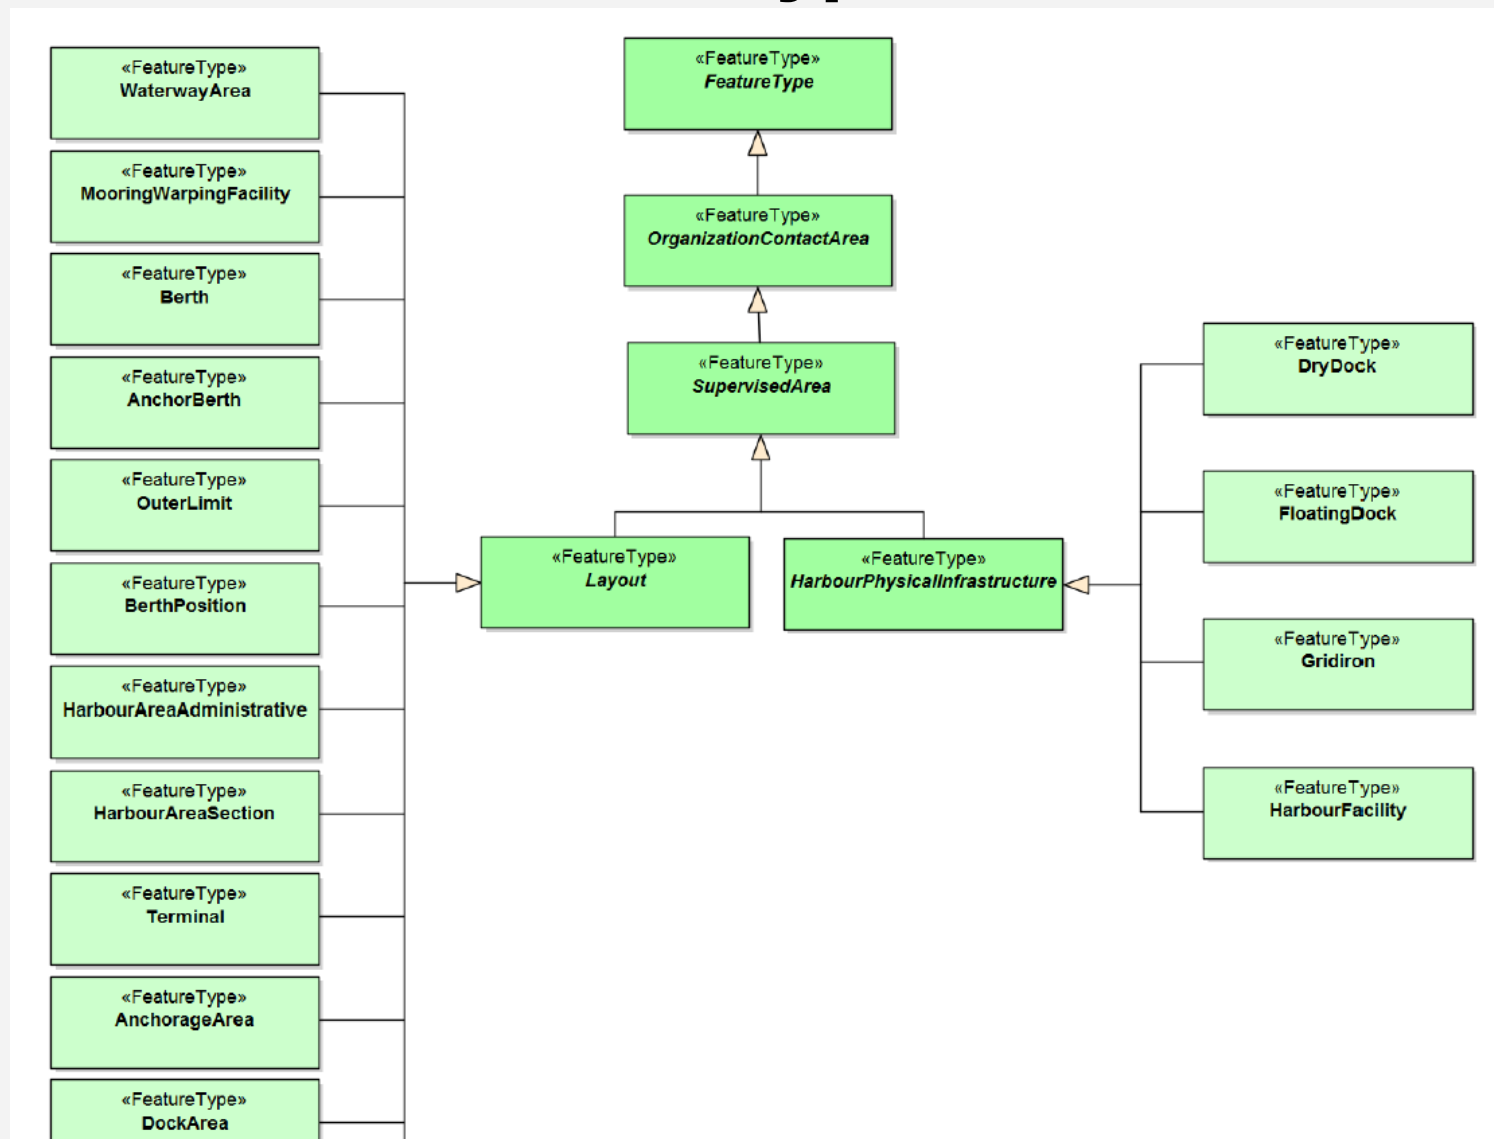 «FeatureType»
WaterwayArea
«FeatureType»
MooringWarpingFacility
«FeatureType»
Berth
«FeatureType»
AnchorBerth
«FeatureType»
OuterLimit
«FeatureType»
BerthPosition
«FeatureType»
HarbourAreaAdministrative
«FeatureType»
HarbourAreaSection
«FeatureType»
Terminal
«FeatureType»
AnchorageArea
«FeatureType»
DockArea
«FeatureType»
FeatureType
«FeatureType»
OrganizationContactArea
«FeatureType»
SupervisedArea
«FeatureType»
Layout
«FeatureType»
HarbourPhysicalInfrastructure
«FeatureType»
DryDock
«FeatureType»
FloatingDock
«FeatureType»
Gridiron
«FeatureType»
HarbourFacility